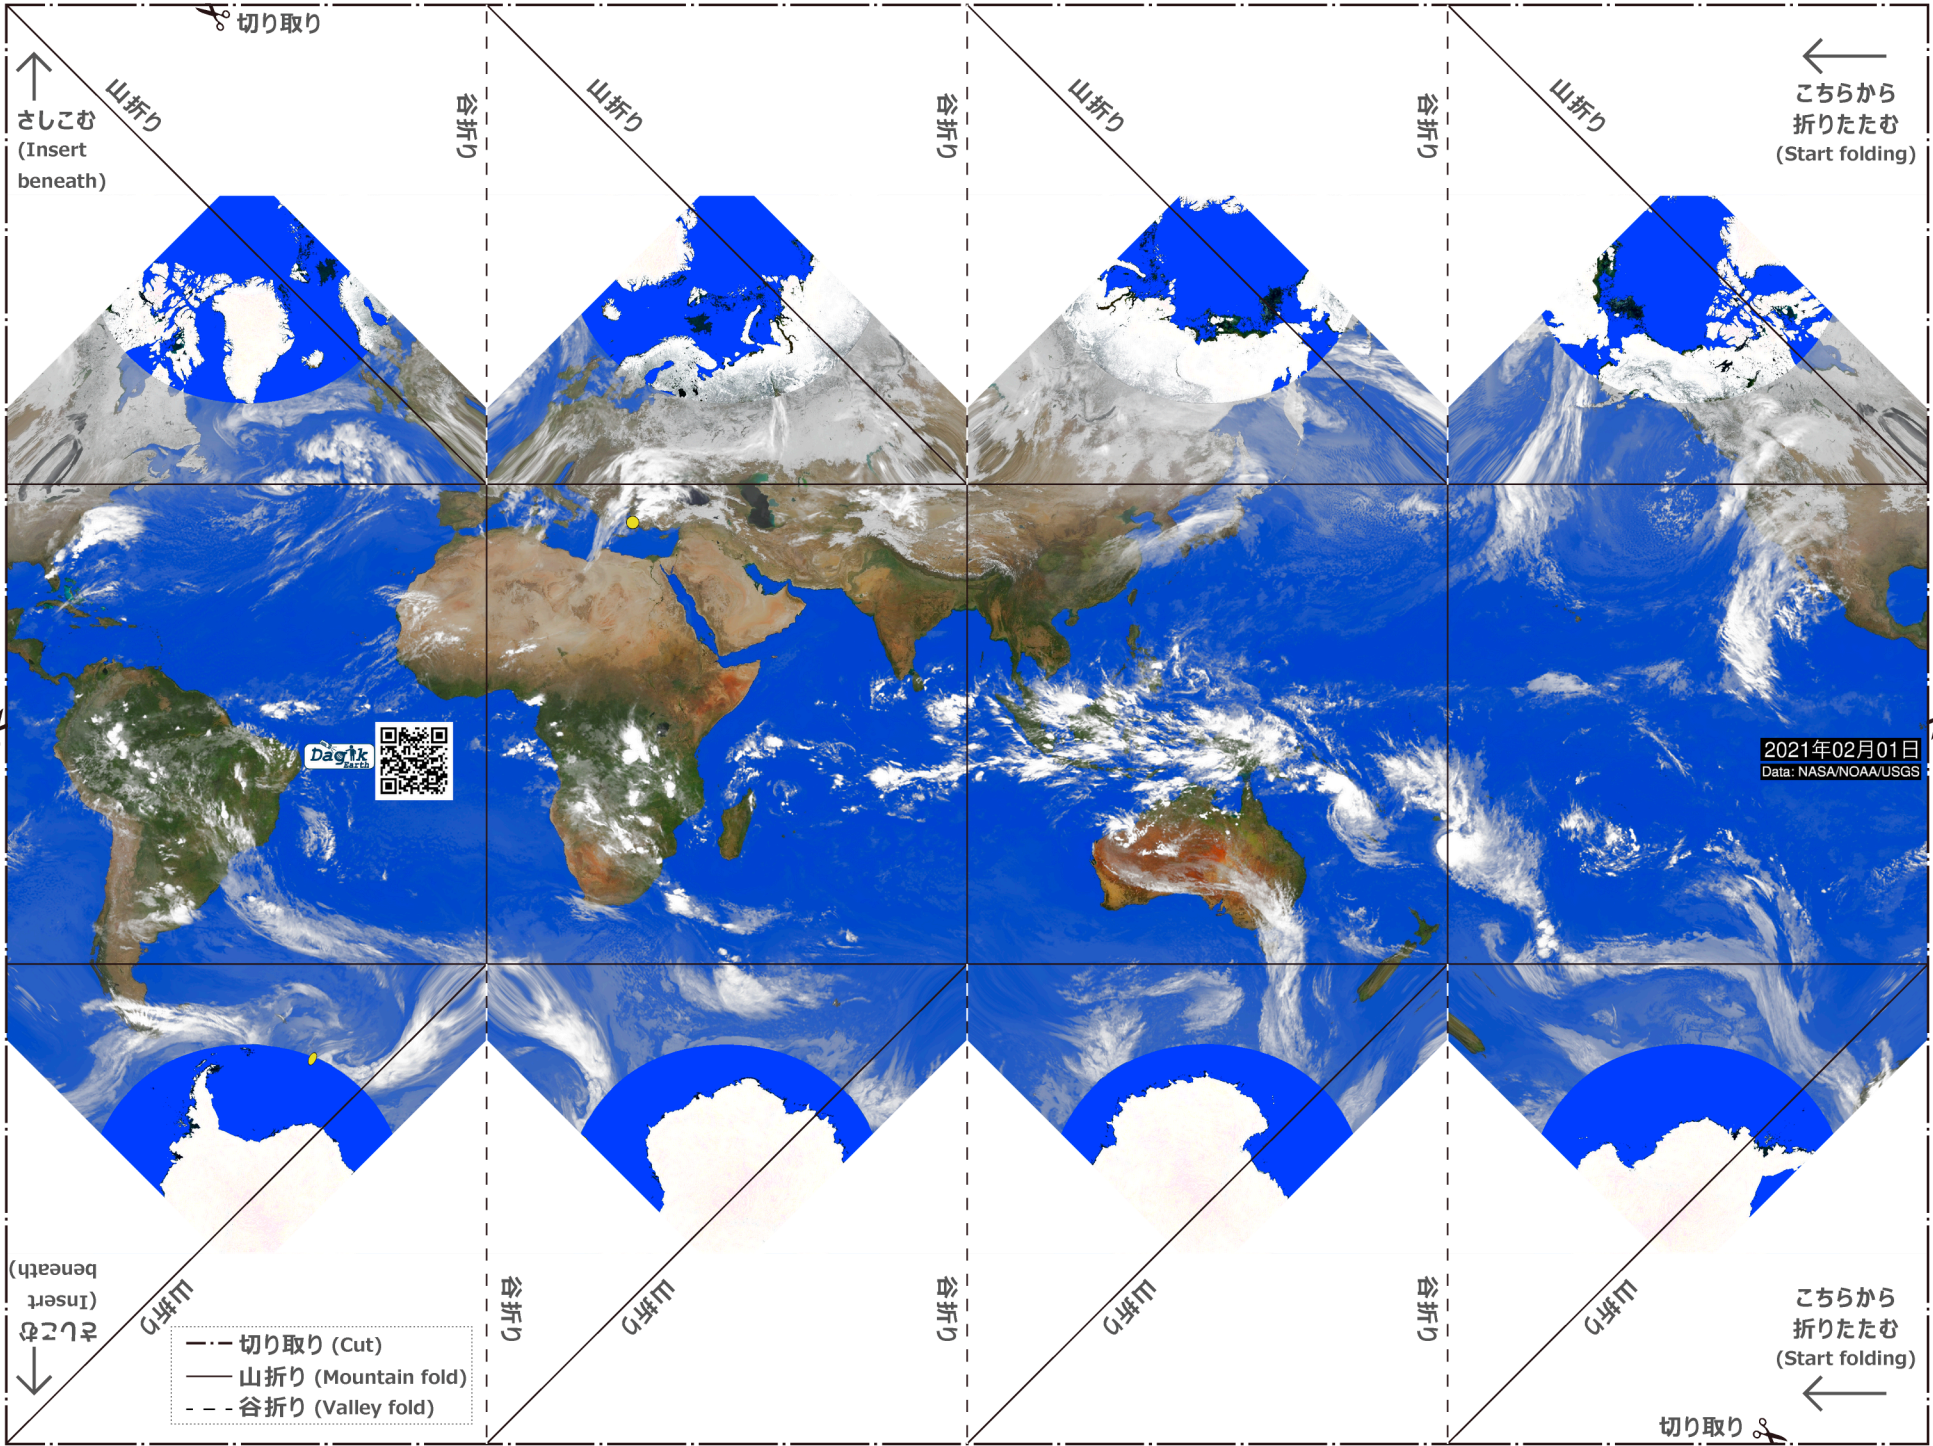 切り取り
山折り
谷折り
山折り
谷折り
山折り
谷折り
山折り
さしこむ
(Insert
beneath)
こちらから
折りたたむ
(Start folding)
Dagik
Earth
2021年02月01日
Data: NASA/NOAA/USGS
さしこむ
(Insert
beneath)
山折り
谷折り
山折り
谷折り
山折り
谷折り
山折り
こちらから
折りたたむ
(Start folding)
切り取り (Cut)
山折り (Mountain fold)
谷折り (Valley fold)
切り取り